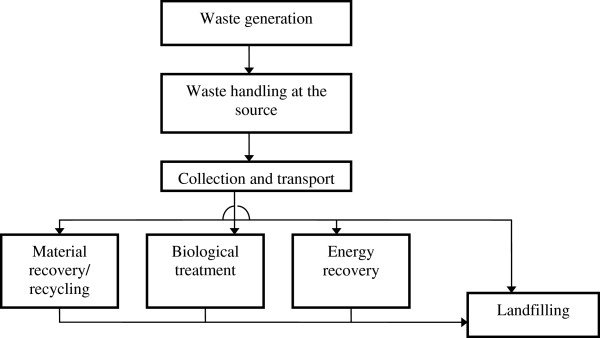 Waste generation
Waste handling at the
source
Collection and transport
Material
recovery/
recycling
Biological
treatment
Energy
recovery
Landfilling